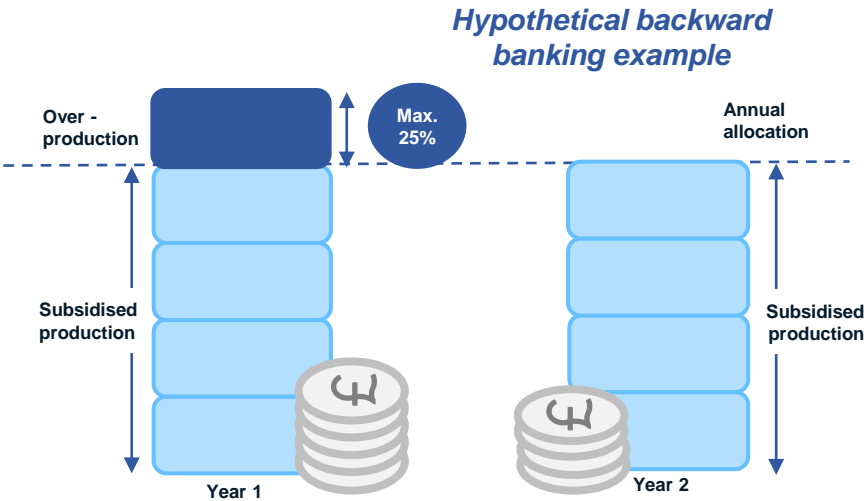 Hypothetical backward
banking example
Over -
production
Max.
25%
Annual
allocation
Subsidised
production
Subsidised
production
£
£
Year 1
Year 2